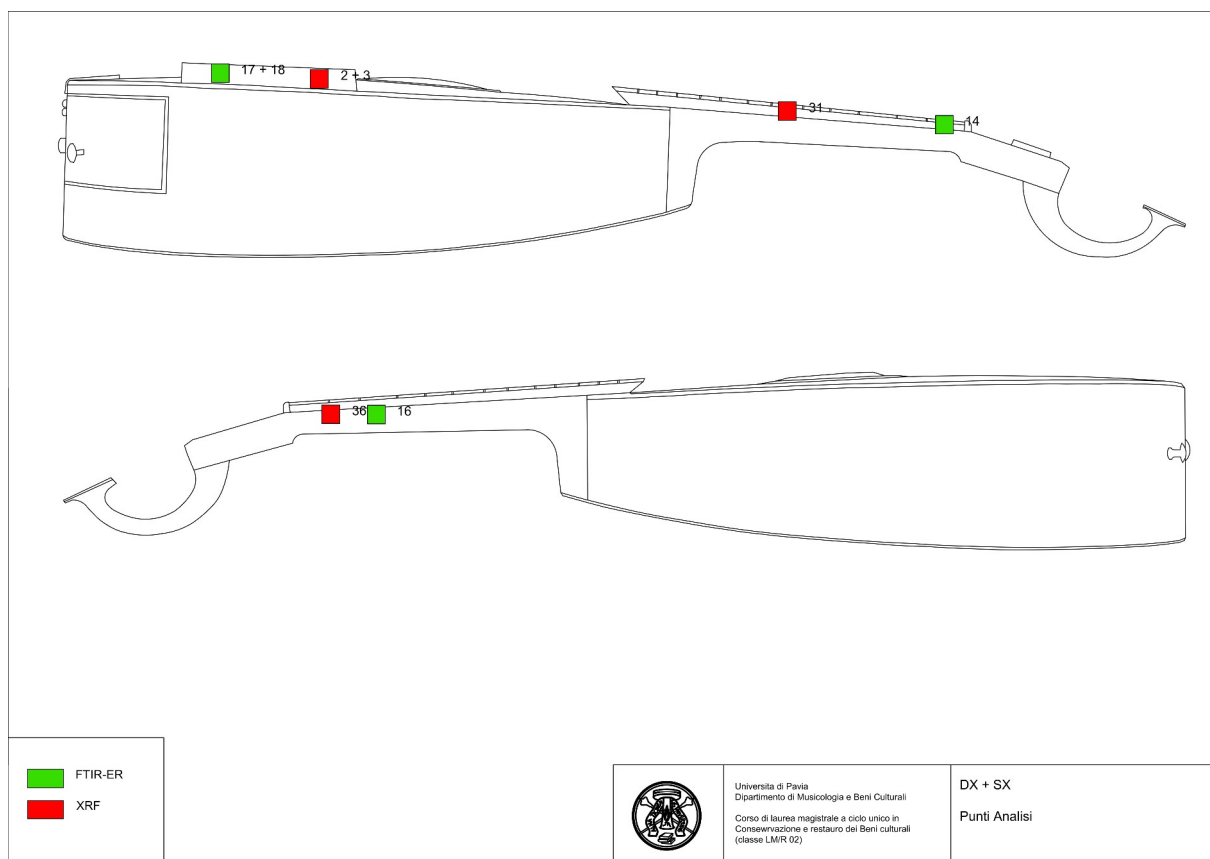 17 + 18
2 + 3
31
14
36
16
FTIR-ER
XRF
Universita di Pavia
Dipartimento di Musicologia e Beni Culturali
Corso di laurea magistrale a ciclo unico in
Consewrvazione e restauro dei Beni culturali
(classe LM/R 02)
DX + SX
Punti Analisi